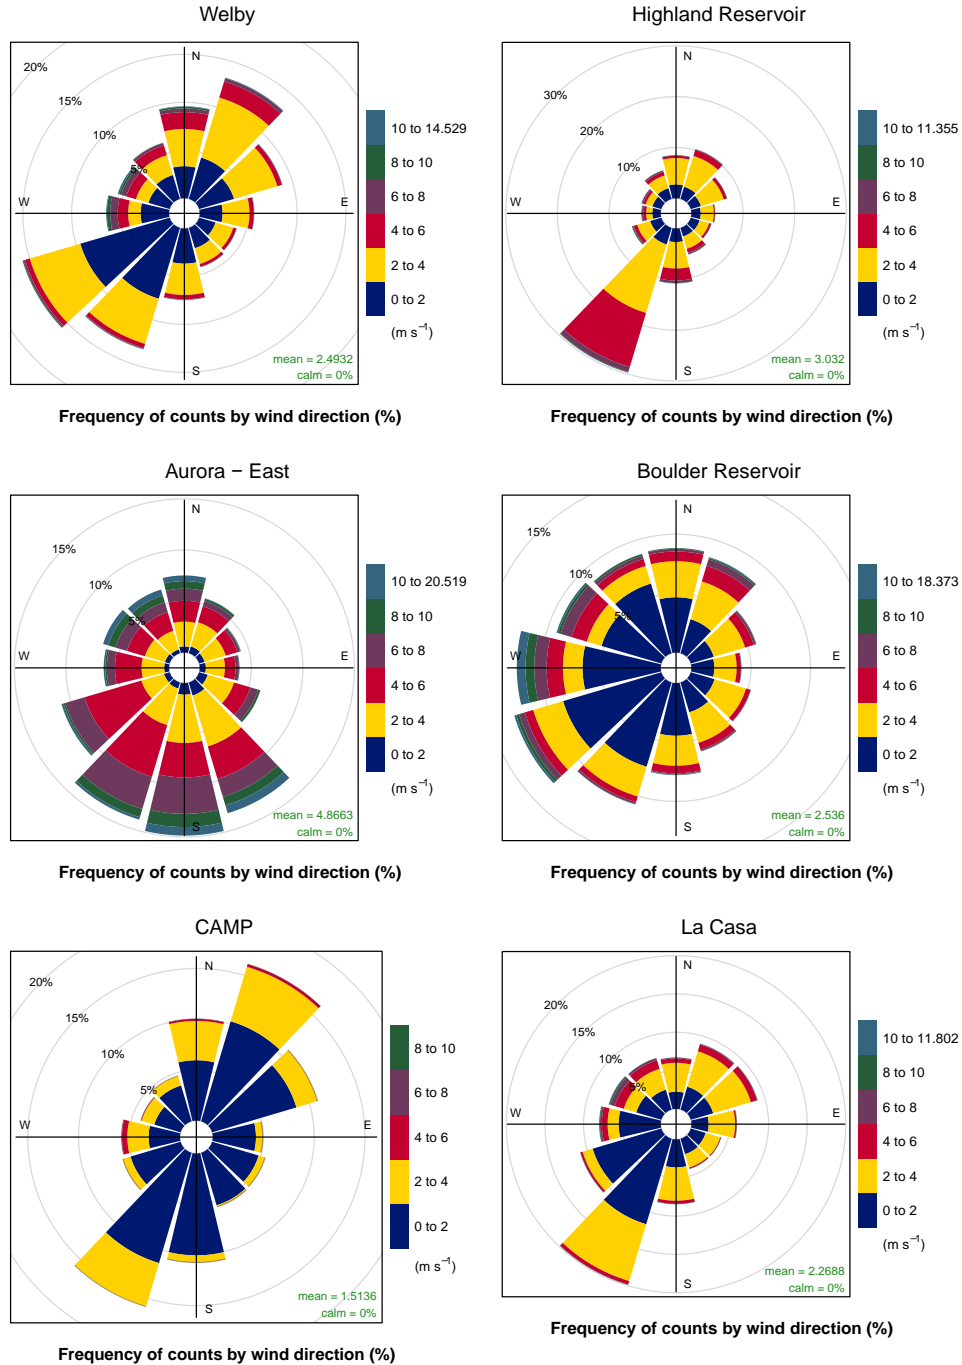 Welby
20%
15%
10%
5%
N
W
E
S
mean = 2.4932
calm = 0%
10 to 14.529
8 to 10
6 to 8
4 to 6
2 to 4
0 to 2
(m s⁻¹)
Frequency of counts by wind direction (%)
Highland Reservoir
30%
20%
10%
N
W
E
S
mean = 3.032
calm = 0%
10 to 11.355
8 to 10
6 to 8
4 to 6
2 to 4
0 to 2
(m s⁻¹)
Frequency of counts by wind direction (%)
Aurora − East
15%
10%
5%
N
W
E
S
mean = 4.8663
calm = 0%
10 to 20.519
8 to 10
6 to 8
4 to 6
2 to 4
0 to 2
(m s⁻¹)
Frequency of counts by wind direction (%)
Boulder Reservoir
15%
10%
5%
N
W
E
S
mean = 2.536
calm = 0%
10 to 18.373
8 to 10
6 to 8
4 to 6
2 to 4
0 to 2
(m s⁻¹)
Frequency of counts by wind direction (%)
CAMP
20%
15%
10%
5%
N
W
E
S
mean = 1.5136
calm = 0%
8 to 10
6 to 8
4 to 6
2 to 4
0 to 2
(m s⁻¹)
Frequency of counts by wind direction (%)
La Casa
20%
15%
10%
5%
N
W
E
S
mean = 2.2688
calm = 0%
10 to 11.802
8 to 10
6 to 8
4 to 6
2 to 4
0 to 2
(m s⁻¹)
Frequency of counts by wind direction (%)